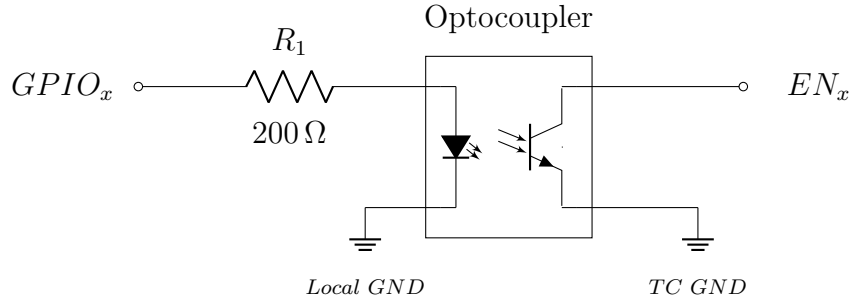 Optocoupler
R₁
GPIOₓ
ENₓ
200 Ω
Local GND
TC GND